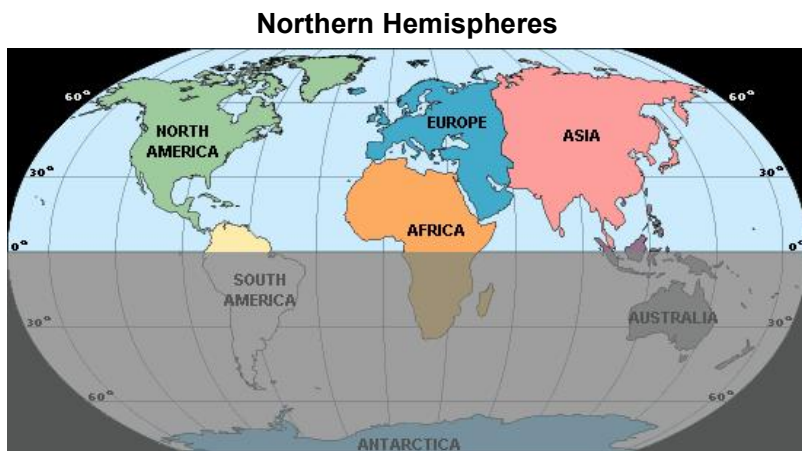 Northern Hemispheres
60° 60°
NORTH AMERICA
EUROPE
ASIA
30° 30°
AFRICA
0° 0°
SOUTH AMERICA
AUSTRALIA
30° 30°
60° 60°
ANTARCTICA